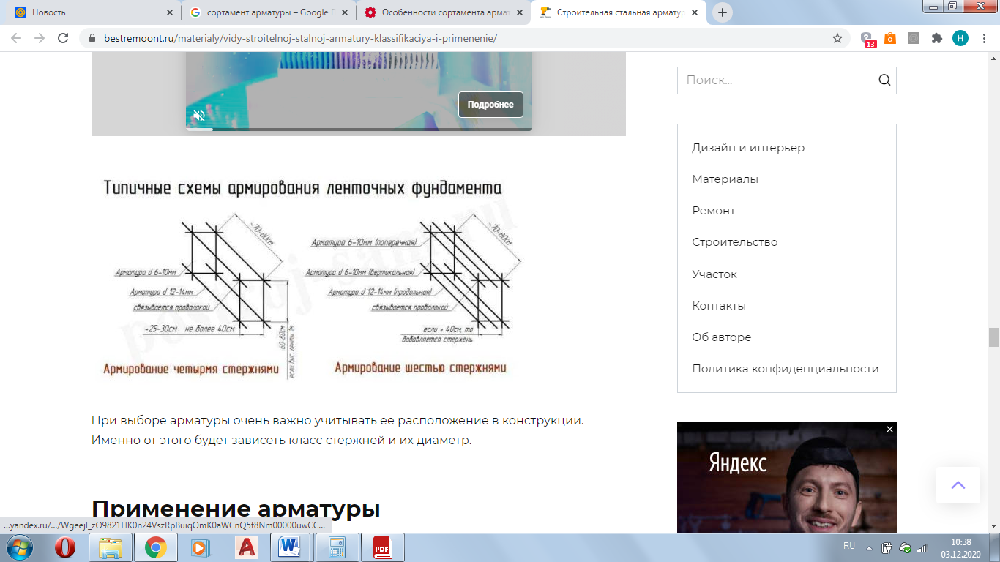 Новость
сортамент арматуры – Google П
Особенности сортамента армат
Строительная стальная арматур
bestremoont.ru/materialy/vidy-stroitelnoj-stalnoj-armatury-klassifikaciya-i-primenenie/
13
a
Н
Подробнее
Поиск...
Дизайн и интерьер
Материалы
Ремонт
Строительство
Участок
Контакты
Об авторе
Политика конфиденциальности
Типичные схемы армирования ленточных фундамента
~70-80см
Арматура d 6-10мм
Арматура d 12-14мм
связывается проволокой
~25-30см не более 40см
60-80см
если выс. ленты 1м
Армирование четырмя стержнями
Арматура 6-10мм (поперечная)
~70-80см
Арматура d 6-10мм (вертикальная)
Арматура d 12-14мм (продольная)
связывается проволокой
если > 40см, то
добавляется стержень
Армирование шестью стержнями
При выборе арматуры очень важно учитывать ее расположение в конструкции.
Именно от этого будет зависеть класс стержней и их диаметр.
Применение арматуры
Яндекс
...yandex.ru/.../WgeejI_zO9821HK0n24VszRpBuiqOmK0aWCnQ5t8Nm00000uwCC...
PDF
RU
10:38
03.12.2020